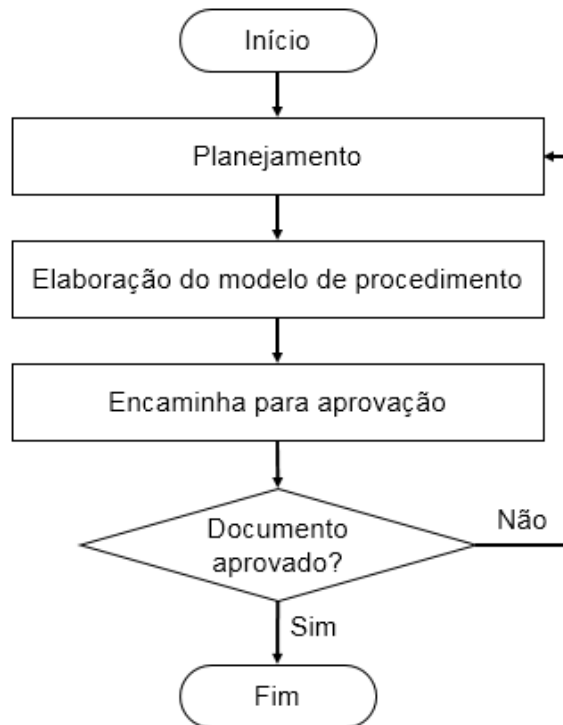 Início
Planejamento
Elaboração do modelo de procedimento
Encaminha para aprovação
Documento
aprovado?
Não
Sim
Fim